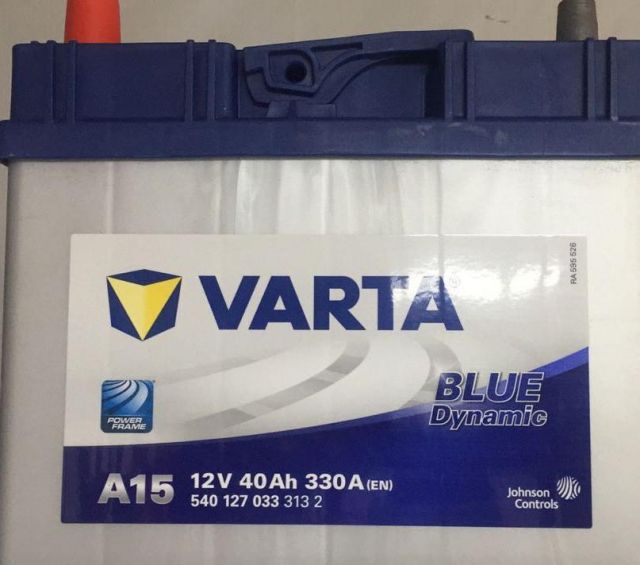 RA 595 526
VARTA®
BLUE
Dynamic
POWER
FRAME
A15 12V 40Ah 330A (EN)
540 127 033 313 2
Johnson
Controls